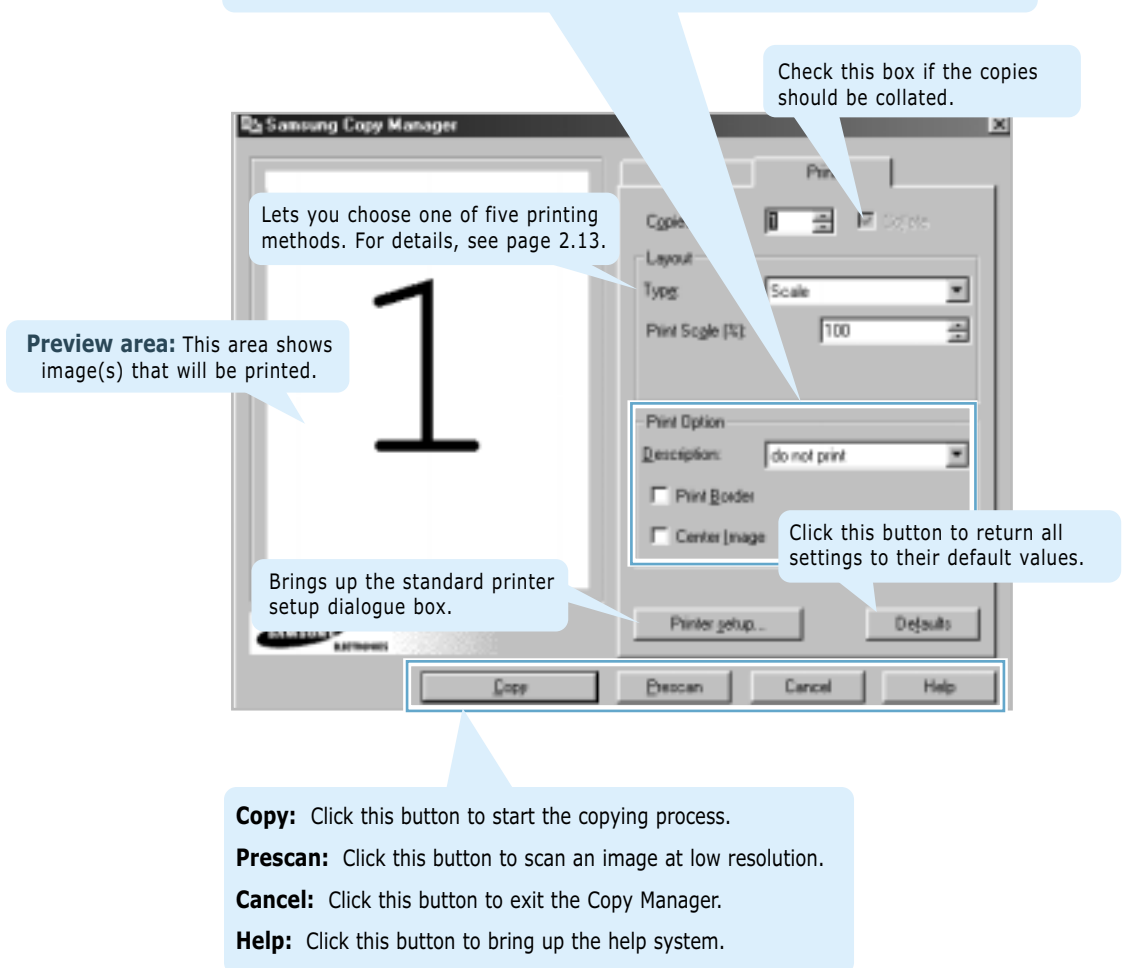 Check this box if the copies
should be collated.
Samsung Copy Manager
Lets you choose one of five printing
methods. For details, see page 2.13.
1
Layout
Type:
Scale
Print Scale [%]:
100
Preview area: This area shows
image(s) that will be printed.
1
Print Option
Description:
do not print
Print Border
Center Image
Click this button to return all
settings to their default values.
Brings up the standard printer
setup dialogue box.
Printer setup...
Defaults
ELECTRONICS
Copy
Prescan
Cancel
Help
Copy: Click this button to start the copying process.
Prescan: Click this button to scan an image at low resolution.
Cancel: Click this button to exit the Copy Manager.
Help: Click this button to bring up the help system.